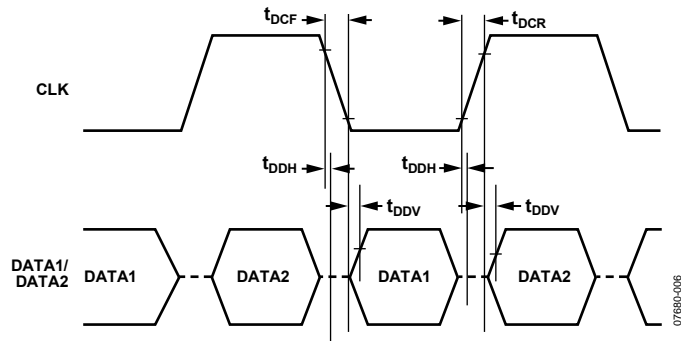 tDCF
tDCR
CLK
tDDH
tDDH
tDDV
tDDV
DATA1/
DATA2
DATA1
DATA2
DATA1
DATA2
07680-006